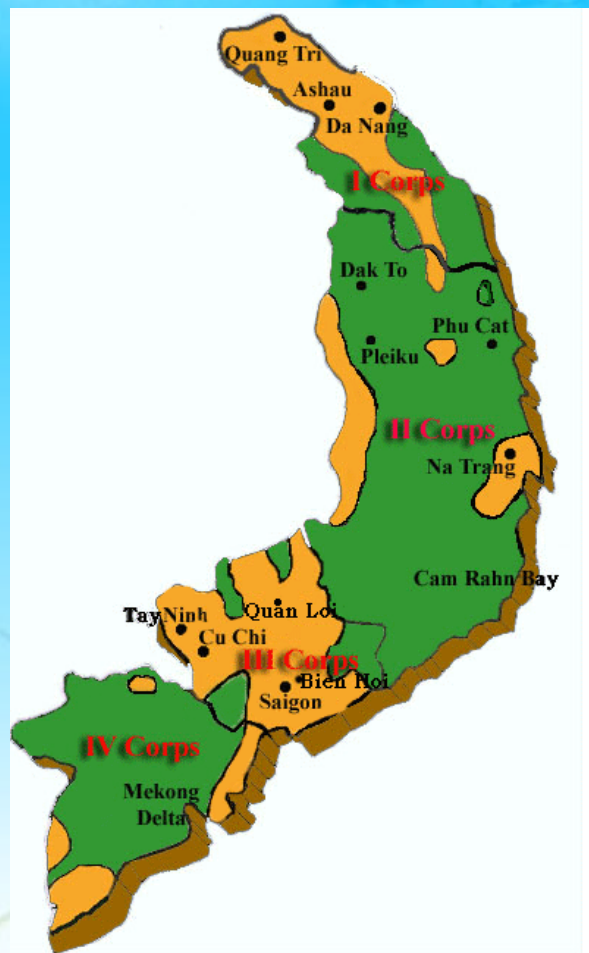 Quang Tri
Ashau
Da Nang
I Corps
Dak To
Phu Cat
Pleiku
II Corps
Na Trang
Cam Rahn Bay
Quan Loi
Tay Ninh
Cu Chi
III Corps
Bien Hoi
Saigon
IV Corps
Mekong
Delta